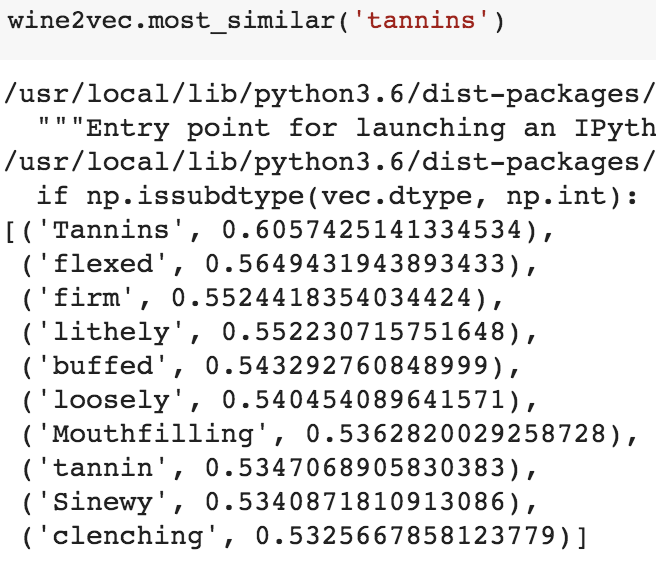 wine2vec.most_similar('tannins')
/usr/local/lib/python3.6/dist-packages/
"""Entry point for launching an IPyth
/usr/local/lib/python3.6/dist-packages/
if np.issubdtype(vec.dtype, np.int):
[('Tannins', 0.6057425141334534),
('flexed', 0.5649431943893433),
('firm', 0.5524418354034424),
('lithely', 0.552230715751648),
('buffed', 0.543292760848999),
('loosely', 0.540454089641571),
('Mouthfilling', 0.5362820029258728),
('tannin', 0.5347068905830383),
('Sinewy', 0.5340871810913086),
('clenching', 0.5325667858123779)]